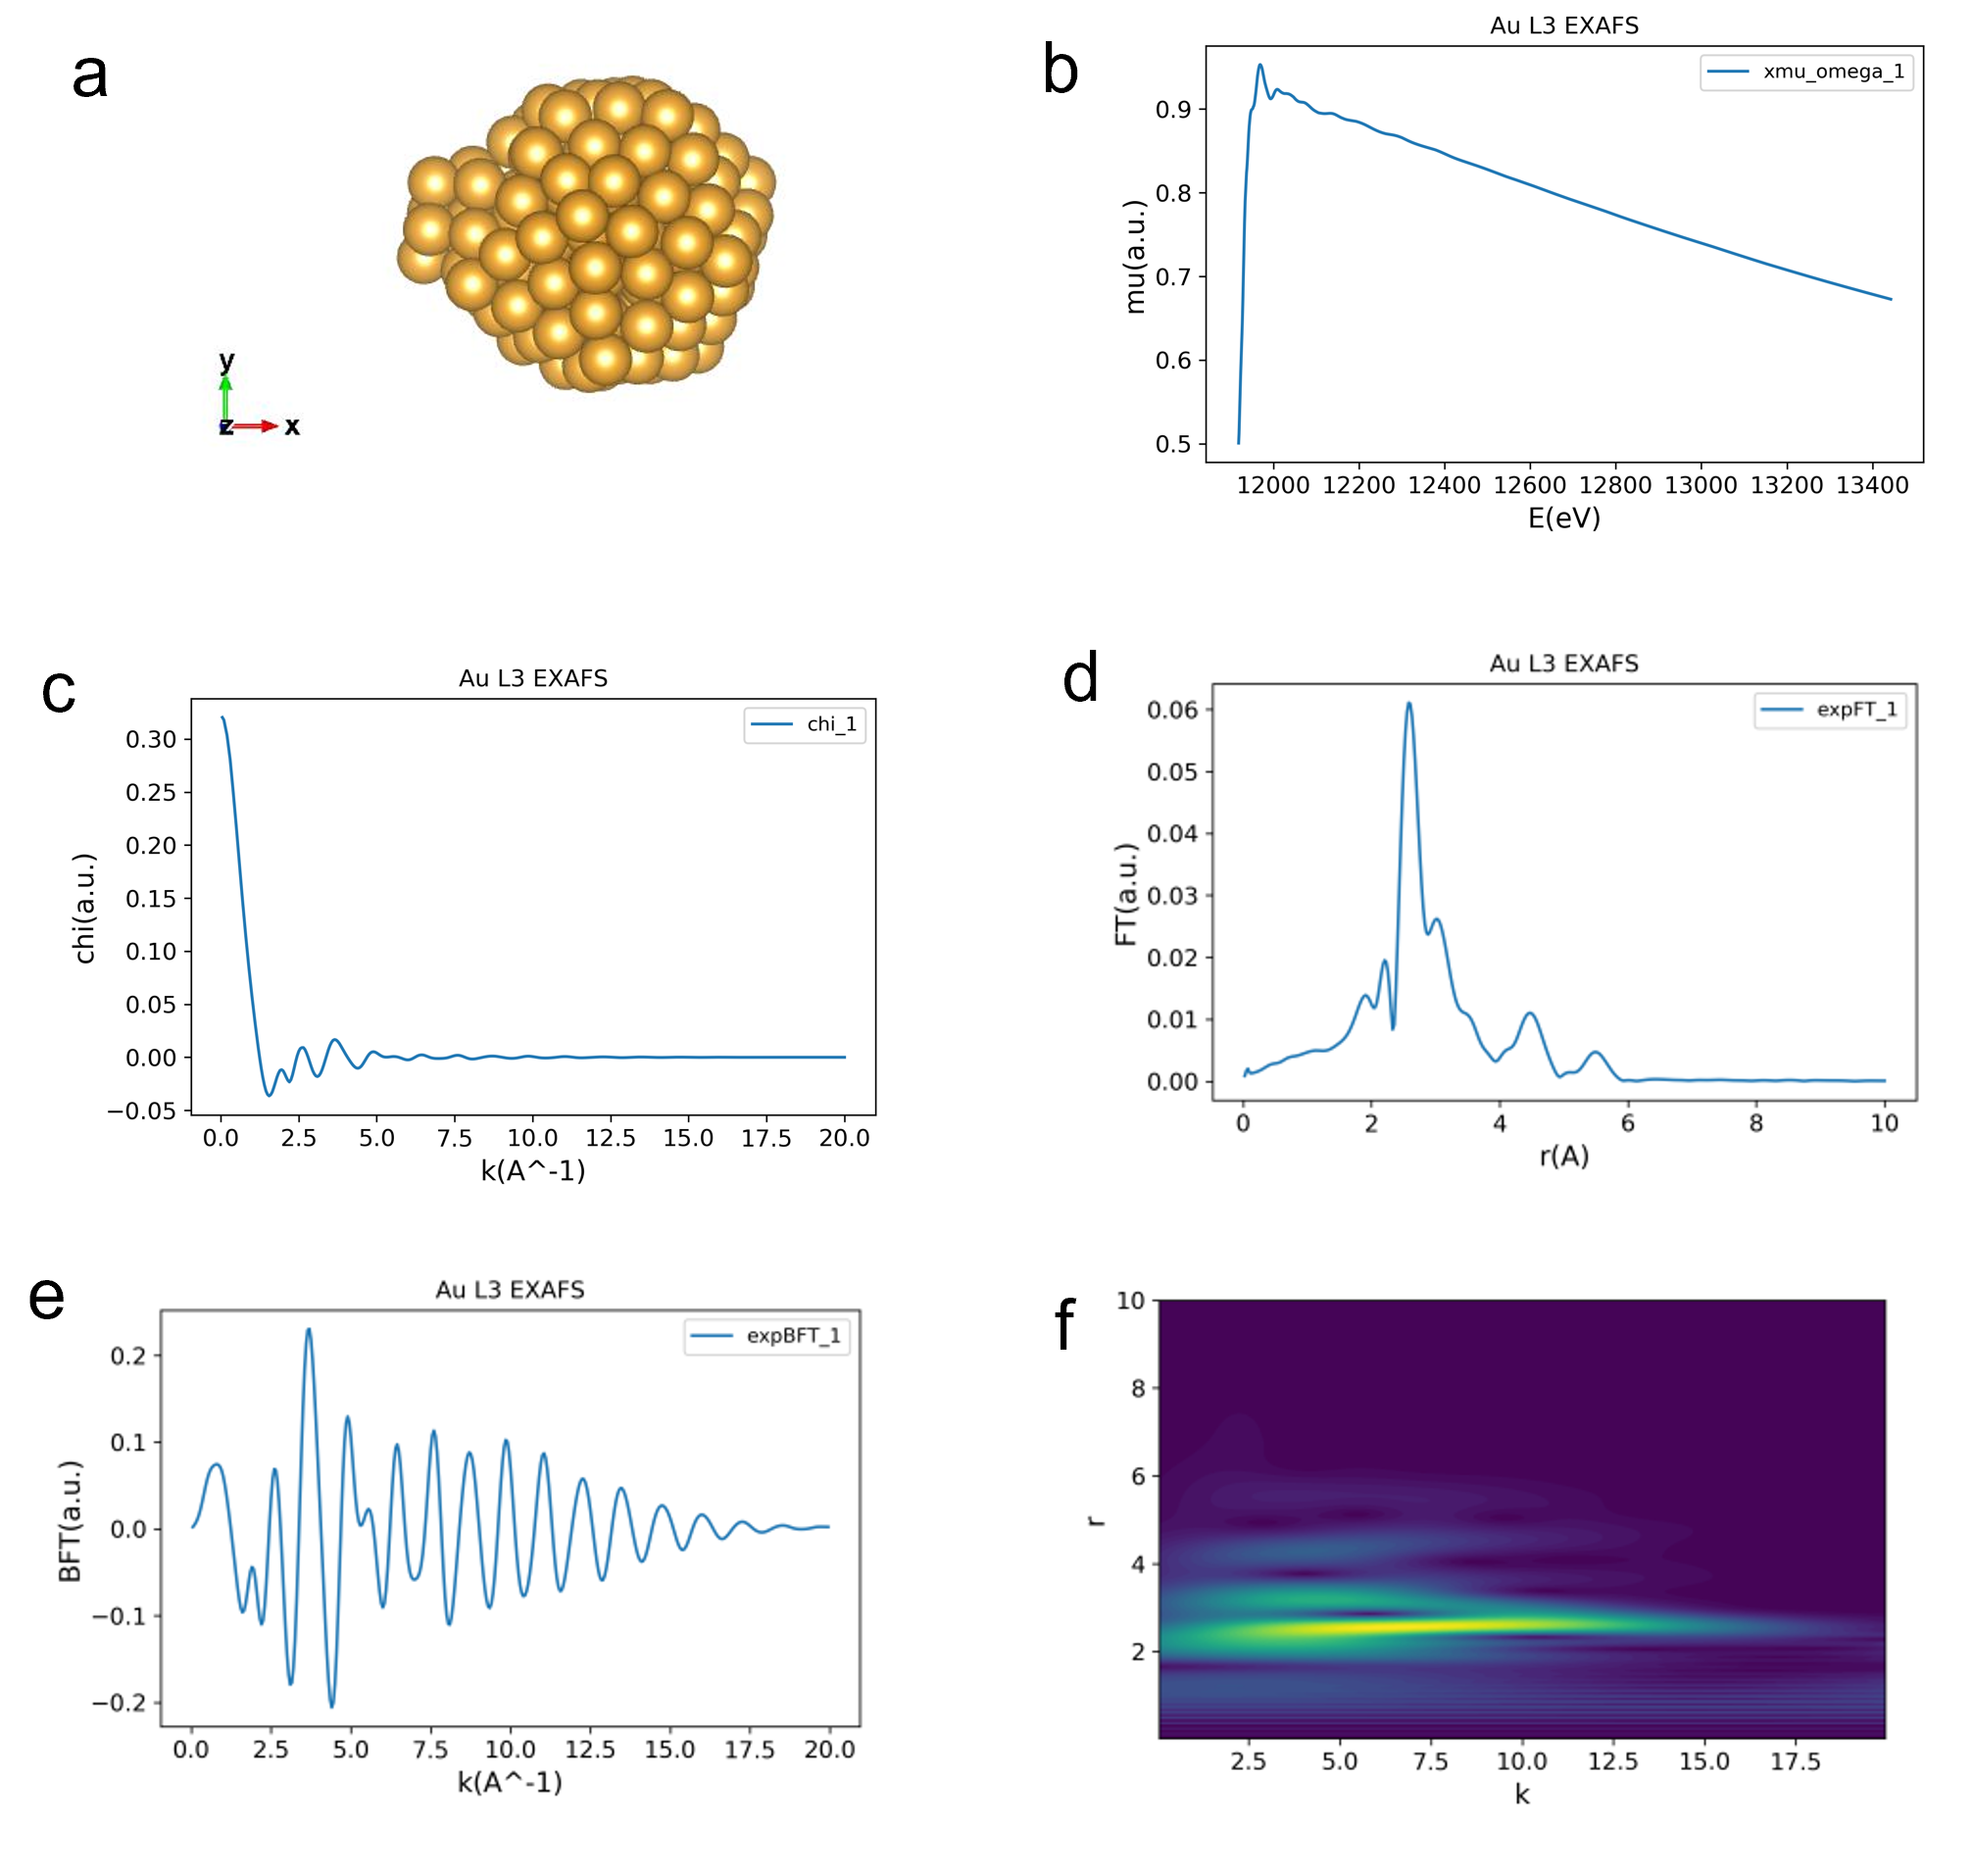 a
y
z x
b
Au L3 EXAFS
xmu_omega_1
0.9
0.8
0.7
0.6
0.5
mu(a.u.)
12000 12200 12400 12600 12800 13000 13200 13400
E(eV)
c
Au L3 EXAFS
chi_1
0.30
0.25
0.20
0.15
0.10
0.05
0.00
−0.05
chi(a.u.)
0.0 2.5 5.0 7.5 10.0 12.5 15.0 17.5 20.0
k(A^-1)
d
Au L3 EXAFS
expFT_1
0.06
0.05
0.04
0.03
0.02
0.01
0.00
FT(a.u.)
0 2 4 6 8 10
r(A)
e
Au L3 EXAFS
expBFT_1
0.2
0.1
0.0
−0.1
−0.2
BFT(a.u.)
0.0 2.5 5.0 7.5 10.0 12.5 15.0 17.5 20.0
k(A^-1)
f
10
8
6
4
2
r
2.5 5.0 7.5 10.0 12.5 15.0 17.5
k